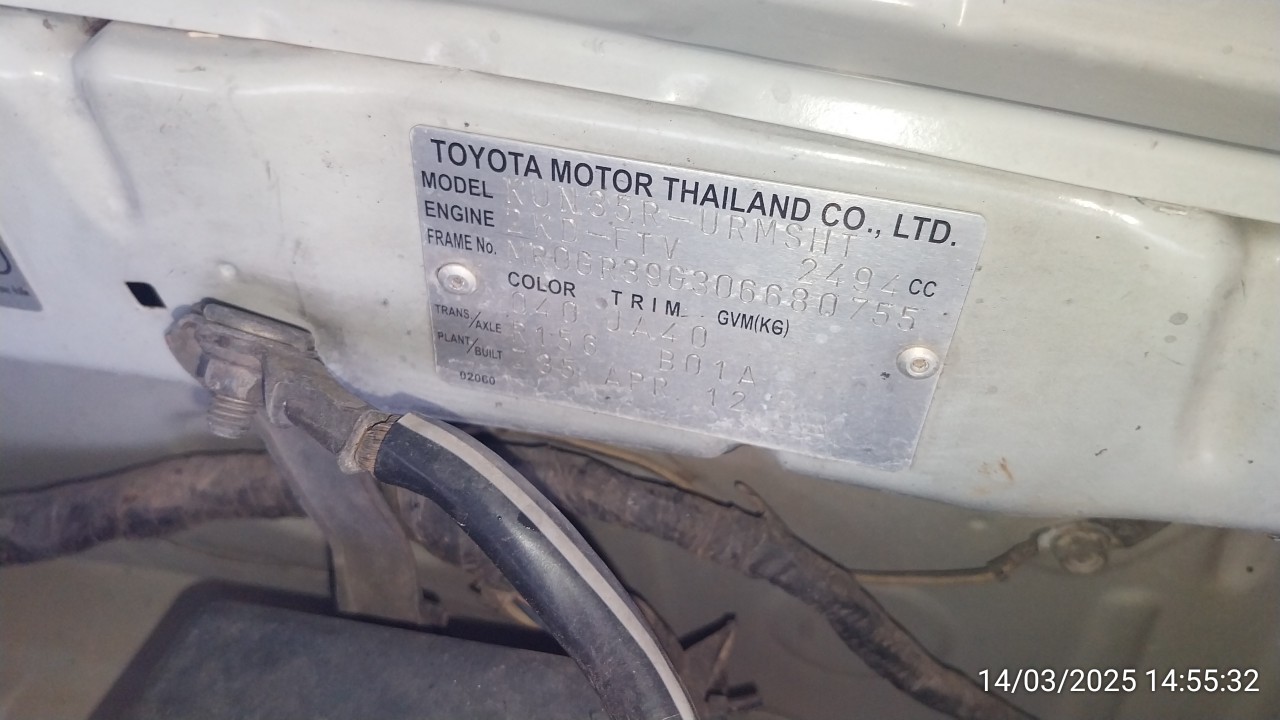 TOYOTA MOTOR THAILAND CO., LTD.
MODEL KUN35R-URMSHT
ENGINE 2KD-FTV 2494 CC
FRAME No. MR0GR39G306680755
COLOR TRIM GVM(KG)
040 JA40
TRANS/AXLE R156 B01A
PLANT/BUILT APR 12
02060
14/03/2025 14:55:32